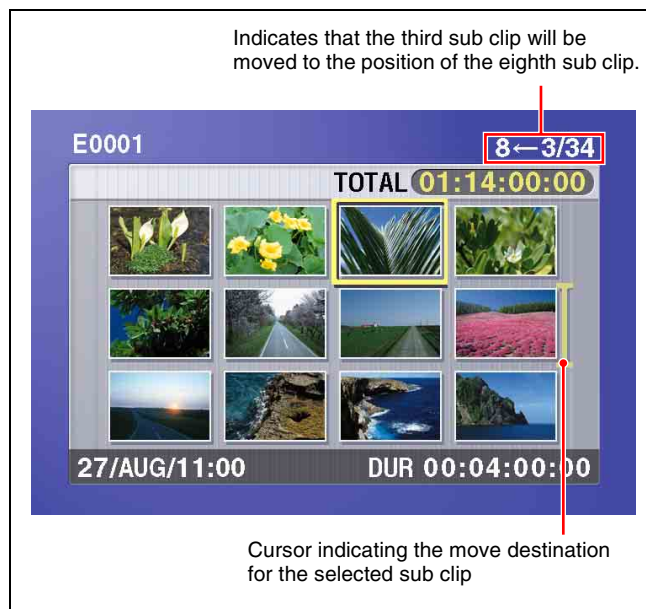 Indicates that the third sub clip will be
moved to the position of the eighth sub clip.
E0001
8←3/34
TOTAL 01:14:00:00
27/AUG/11:00
DUR 00:04:00:00
Cursor indicating the move destination
for the selected sub clip